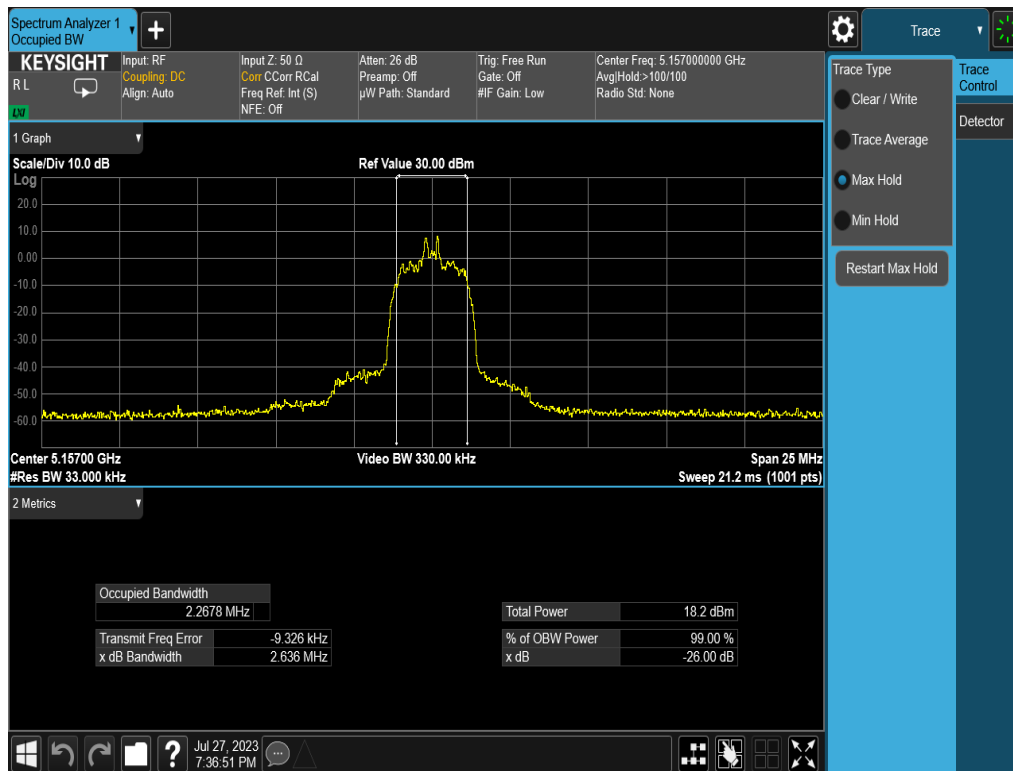 Spectrum Analyzer 1
Occupied BW
Trace
KEYSIGHT
R L
LXI
Input: RF
Coupling: DC
Align: Auto
Input Z: 50 Ω
Corr CCorr RCal
Freq Ref: Int (S)
NFE: Off
Atten: 26 dB
Preamp: Off
µW Path: Standard
Trig: Free Run
Gate: Off
#IF Gain: Low
Center Freq: 5.157000000 GHz
Avg|Hold:>100/100
Radio Std: None
Trace Type
Clear / Write
Trace Average
Max Hold
Min Hold
Restart Max Hold
Trace
Control
Detector
1 Graph
Scale/Div 10.0 dB
Ref Value 30.00 dBm
Log
20.0
10.0
0.00
-10.0
-20.0
-30.0
-40.0
-50.0
-60.0
Center 5.15700 GHz
Video BW 330.00 kHz
Span 25 MHz
#Res BW 33.000 kHz
Sweep 21.2 ms (1001 pts)
2 Metrics
Occupied Bandwidth
2.2678 MHz
Transmit Freq Error -9.326 kHz
x dB Bandwidth 2.636 MHz
Total Power 18.2 dBm
% of OBW Power 99.00 %
x dB -26.00 dB
Jul 27, 2023
7:36:51 PM